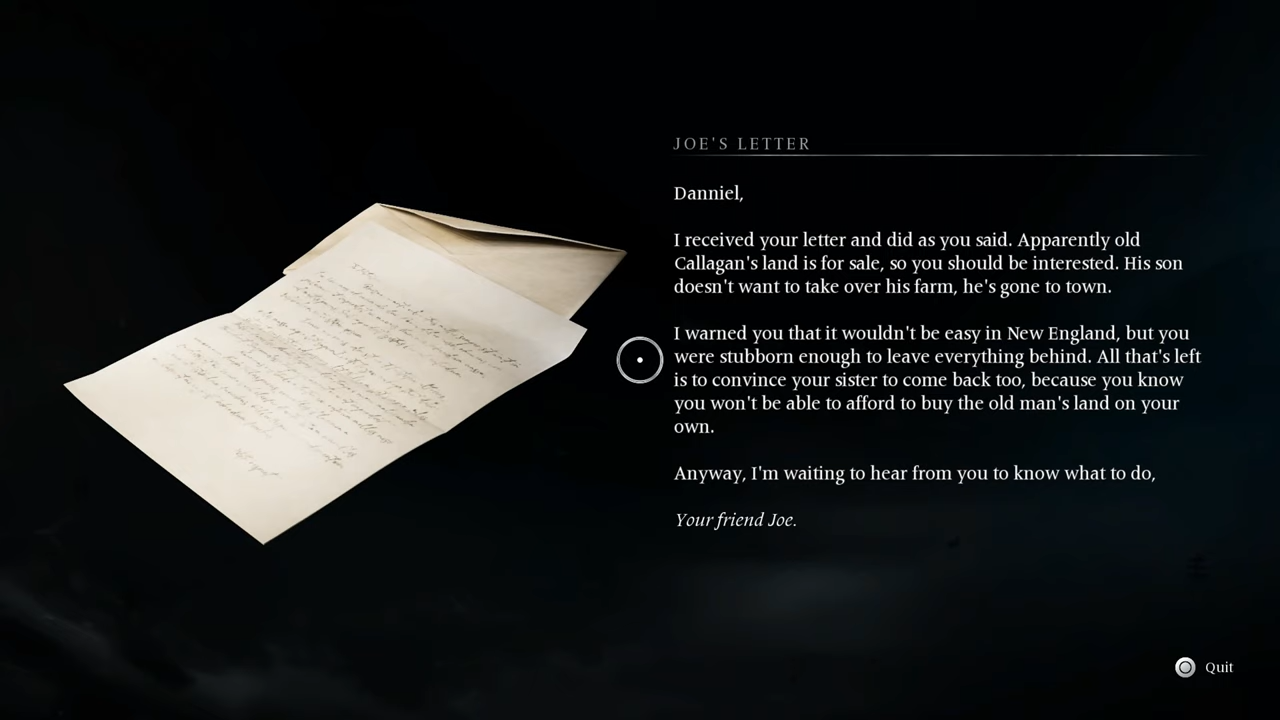 JOE'S LETTER
Danniel,
I received your letter and did as you said. Apparently old
Callagan's land is for sale, so you should be interested. His son
doesn't want to take over his farm, he's gone to town.
I warned you that it wouldn't be easy in New England, but you
were stubborn enough to leave everything behind. All that's left
is to convince your sister to come back too, because you know
you won't be able to afford to buy the old man's land on your
own.
Anyway, I'm waiting to hear from you to know what to do,
Your friend Joe.
Quit